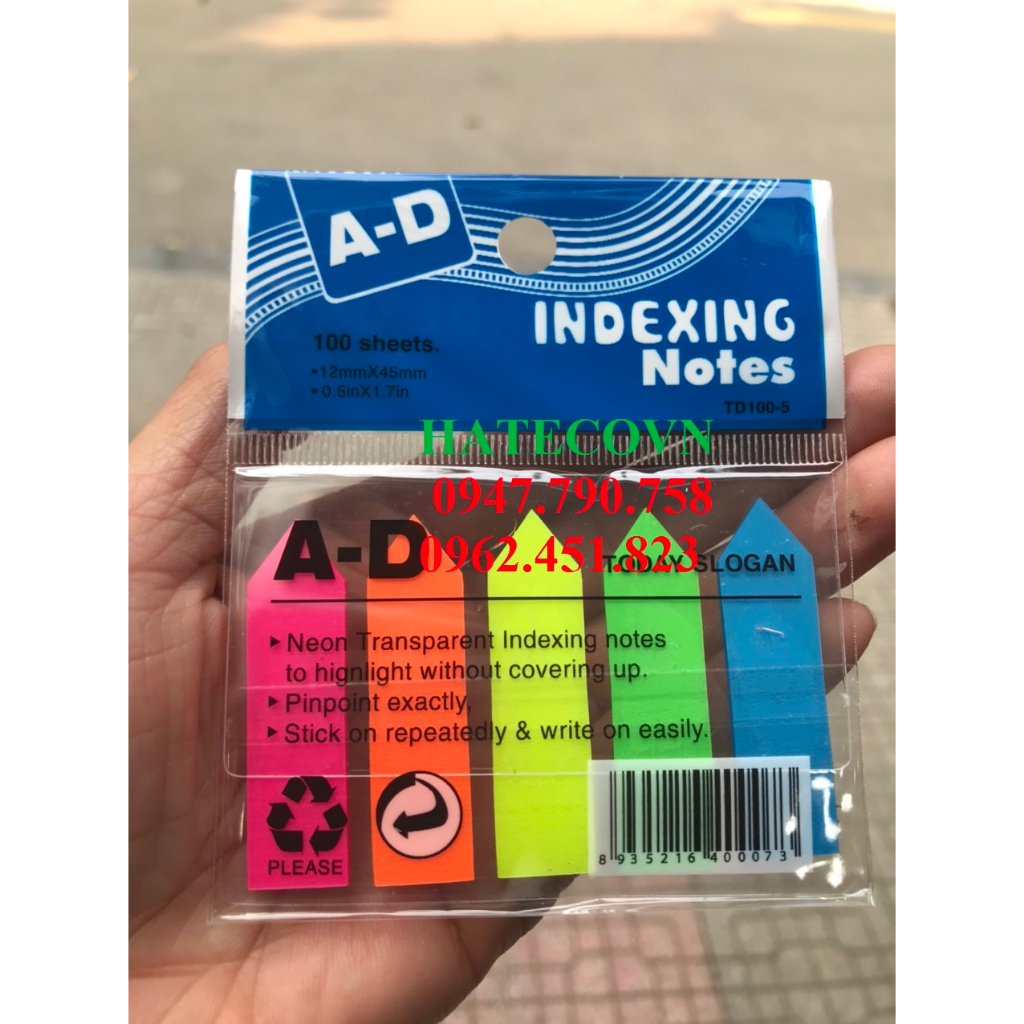 A-D
INDEXING
Notes
100 sheets.
•12mmX45mm
• 0.5inX1.7in
TD100-5
HATECOVN
0947.790.758
0962.451.823
A-D
TODAY SLOGAN
▸ Neon Transparent Indexing notes
to hignlight without covering up.
▸ Pinpoint exactly,
▸ Stick on repeatedly & write on easily.
PLEASE
8 935216 400073